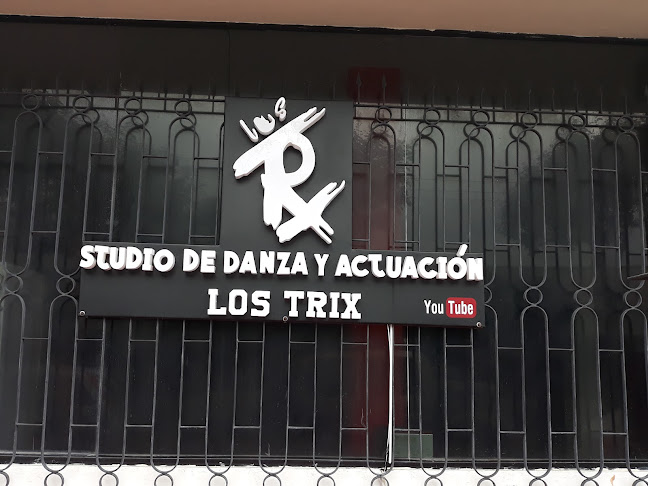 los
TRX
STUDIO DE DANZA Y ACTUACIÓN
LOS TRIX
YouTube